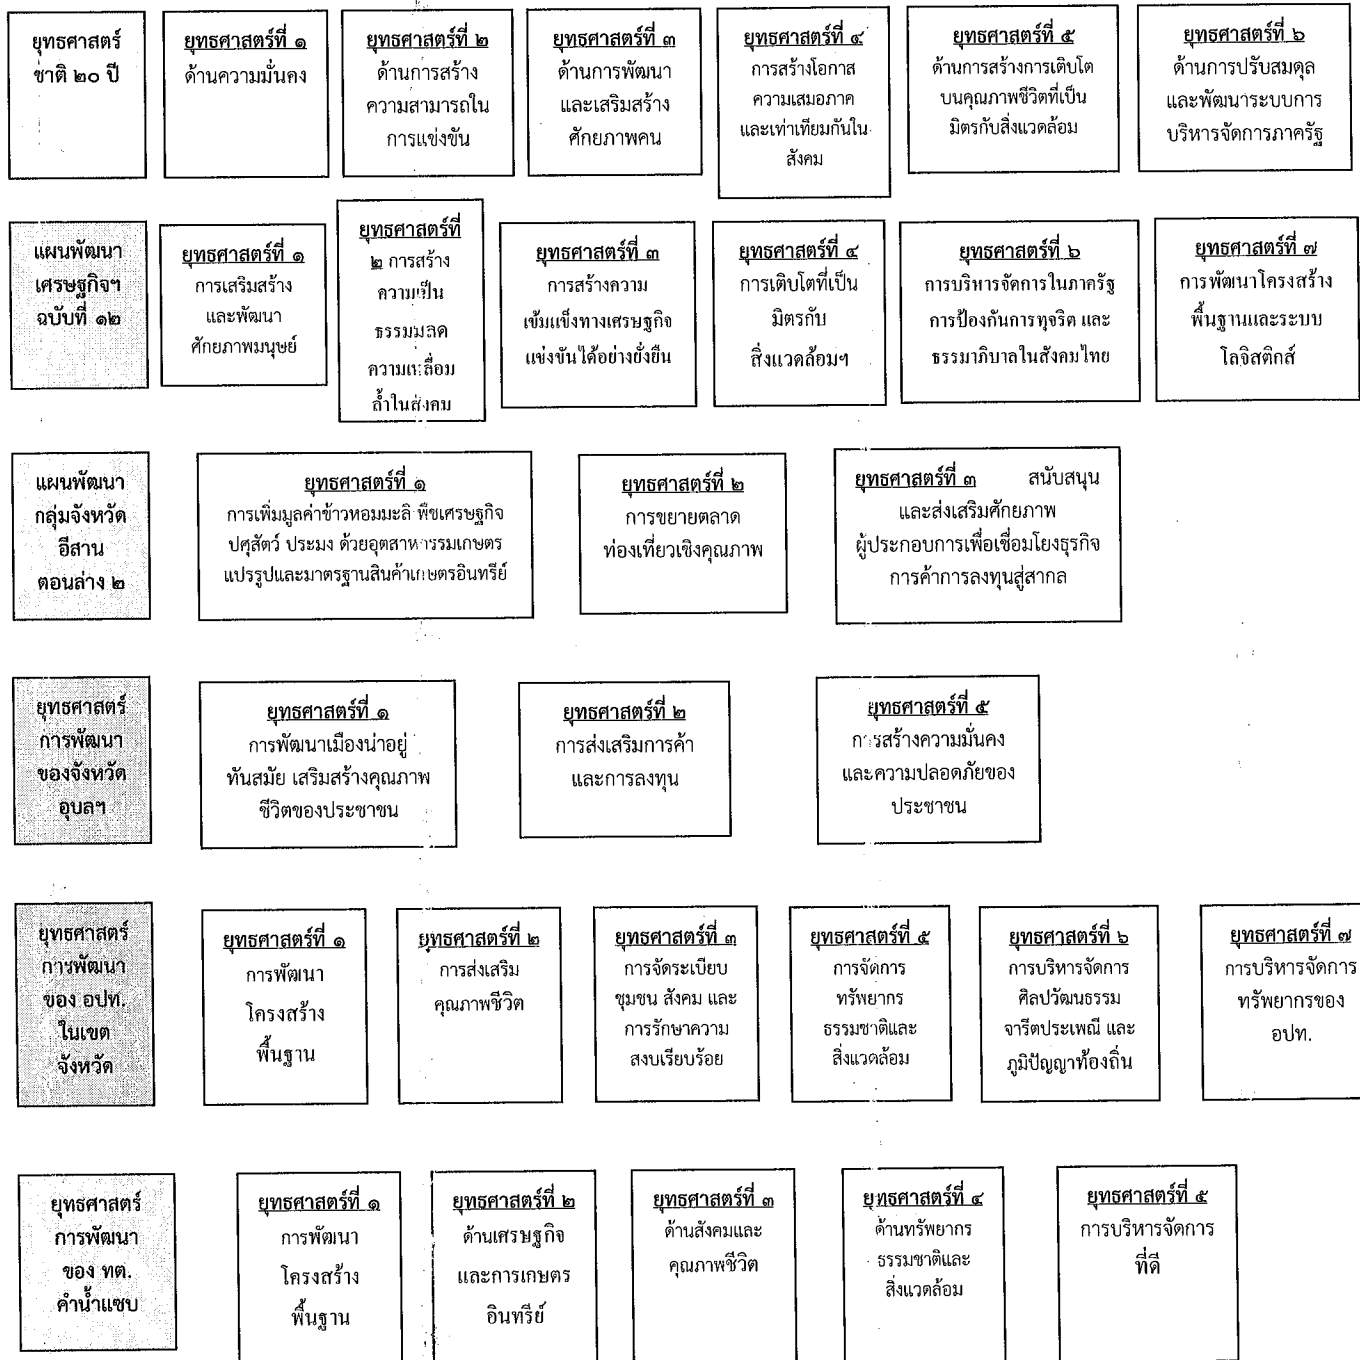 ยุทธศาสตร์
ชาติ ๒๐ ปี
ยุทธศาสตร์ที่ ๑
ด้านความมั่นคง
ยุทธศาสตร์ที่ ๒
ด้านการสร้าง
ความสามารถใน
การแข่งขัน
ยุทธศาสตร์ที่ ๓
ด้านการพัฒนา
และเสริมสร้าง
ศักยภาพคน
ยุทธศาสตร์ที่ ๔
การสร้างโอกาส
ความเสมอภาค
และเท่าเทียมกันใน
สังคม
ยุทธศาสตร์ที่ ๕
ด้านการสร้างการเติบโต
บนคุณภาพชีวิตที่เป็น
มิตรกับสิ่งแวดล้อม
ยุทธศาสตร์ที่ ๖
ด้านการปรับสมดุล
และพัฒนาระบบการ
บริหารจัดการภาครัฐ
แผนพัฒนา
เศรษฐกิจฯ
ฉบับที่ ๑๒
ยุทธศาสตร์ที่ ๑
การเสริมสร้าง
และพัฒนา
ศักยภาพมนุษย์
ยุทธศาสตร์ที่
๒ การสร้าง
ความเป็น
ธรรมมลด
ความเหลื่อม
ล้ำในสังคม
ยุทธศาสตร์ที่ ๓
การสร้างความ
เข้มแข็งทางเศรษฐกิจ
แข่งขันได้อย่างยั่งยืน
ยุทธศาสตร์ที่ ๔
การเติบโตที่เป็น
มิตรกับ
สิ่งแวดล้อมฯ
ยุทธศาสตร์ที่ ๖
การบริหารจัดการในภาครัฐ
การป้องกันการทุจริต และ
ธรรมาภิบาลในสังคมไทย
ยุทธศาสตร์ที่ ๗
การพัฒนาโครงสร้าง
พื้นฐานและระบบ
โลจิสติกส์
แผนพัฒนา
กลุ่มจังหวัด
อีสาน
ตอนล่าง ๒
ยุทธศาสตร์ที่ ๑
การเพิ่มมูลค่าข้าวหอมมะลิ พืชเศรษฐกิจ
ปศุสัตว์ ประมง ด้วยอุตสาหกรรมเกษตร
แปรรูปและมาตรฐานสินค้าเกษตรอินทรีย์
ยุทธศาสตร์ที่ ๒
การขยายตลาด
ท่องเที่ยวเชิงคุณภาพ
ยุทธศาสตร์ที่ ๓ สนับสนุน
และส่งเสริมศักยภาพ
ผู้ประกอบการเพื่อเชื่อมโยงธุรกิจ
การค้าการลงทุนสู่สากล
ยุทธศาสตร์
การพัฒนา
ของจังหวัด
อุบลฯ
ยุทธศาสตร์ที่ ๑
การพัฒนาเมืองน่าอยู่
ทันสมัย เสริมสร้างคุณภาพ
ชีวิตของประชาชน
ยุทธศาสตร์ที่ ๒
การส่งเสริมการค้า
และการลงทุน
ยุทธศาสตร์ที่ ๕
การสร้างความมั่นคง
และความปลอดภัยของ
ประชาชน
ยุทธศาสตร์
การพัฒนา
ของ อปท.
ในเขต
จังหวัด
ยุทธศาสตร์ที่ ๑
การพัฒนา
โครงสร้าง
พื้นฐาน
ยุทธศาสตร์ที่ ๒
การส่งเสริม
คุณภาพชีวิต
ยุทธศาสตร์ที่ ๓
การจัดระเบียบ
ชุมชน สังคม และ
การรักษาความ
สงบเรียบร้อย
ยุทธศาสตร์ที่ ๕
การจัดการ
ทรัพยากร
ธรรมชาติและ
สิ่งแวดล้อม
ยุทธศาสตร์ที่ ๖
การบริหารจัดการ
ศิลปวัฒนธรรม
จารีตประเพณี และ
ภูมิปัญญาท้องถิ่น
ยุทธศาสตร์ที่ ๗
การบริหารจัดการ
ทรัพยากรของ
อปท.
ยุทธศาสตร์
การพัฒนา
ของ ทต.
คำน้ำแซบ
ยุทธศาสตร์ที่ ๑
การพัฒนา
โครงสร้าง
พื้นฐาน
ยุทธศาสตร์ที่ ๒
ด้านเศรษฐกิจ
และการเกษตร
อินทรีย์
ยุทธศาสตร์ที่ ๓
ด้านสังคมและ
คุณภาพชีวิต
ยุทธศาสตร์ที่ ๔
ด้านทรัพยากร
ธรรมชาติและ
สิ่งแวดล้อม
ยุทธศาสตร์ที่ ๕
การบริหารจัดการ
ที่ดี